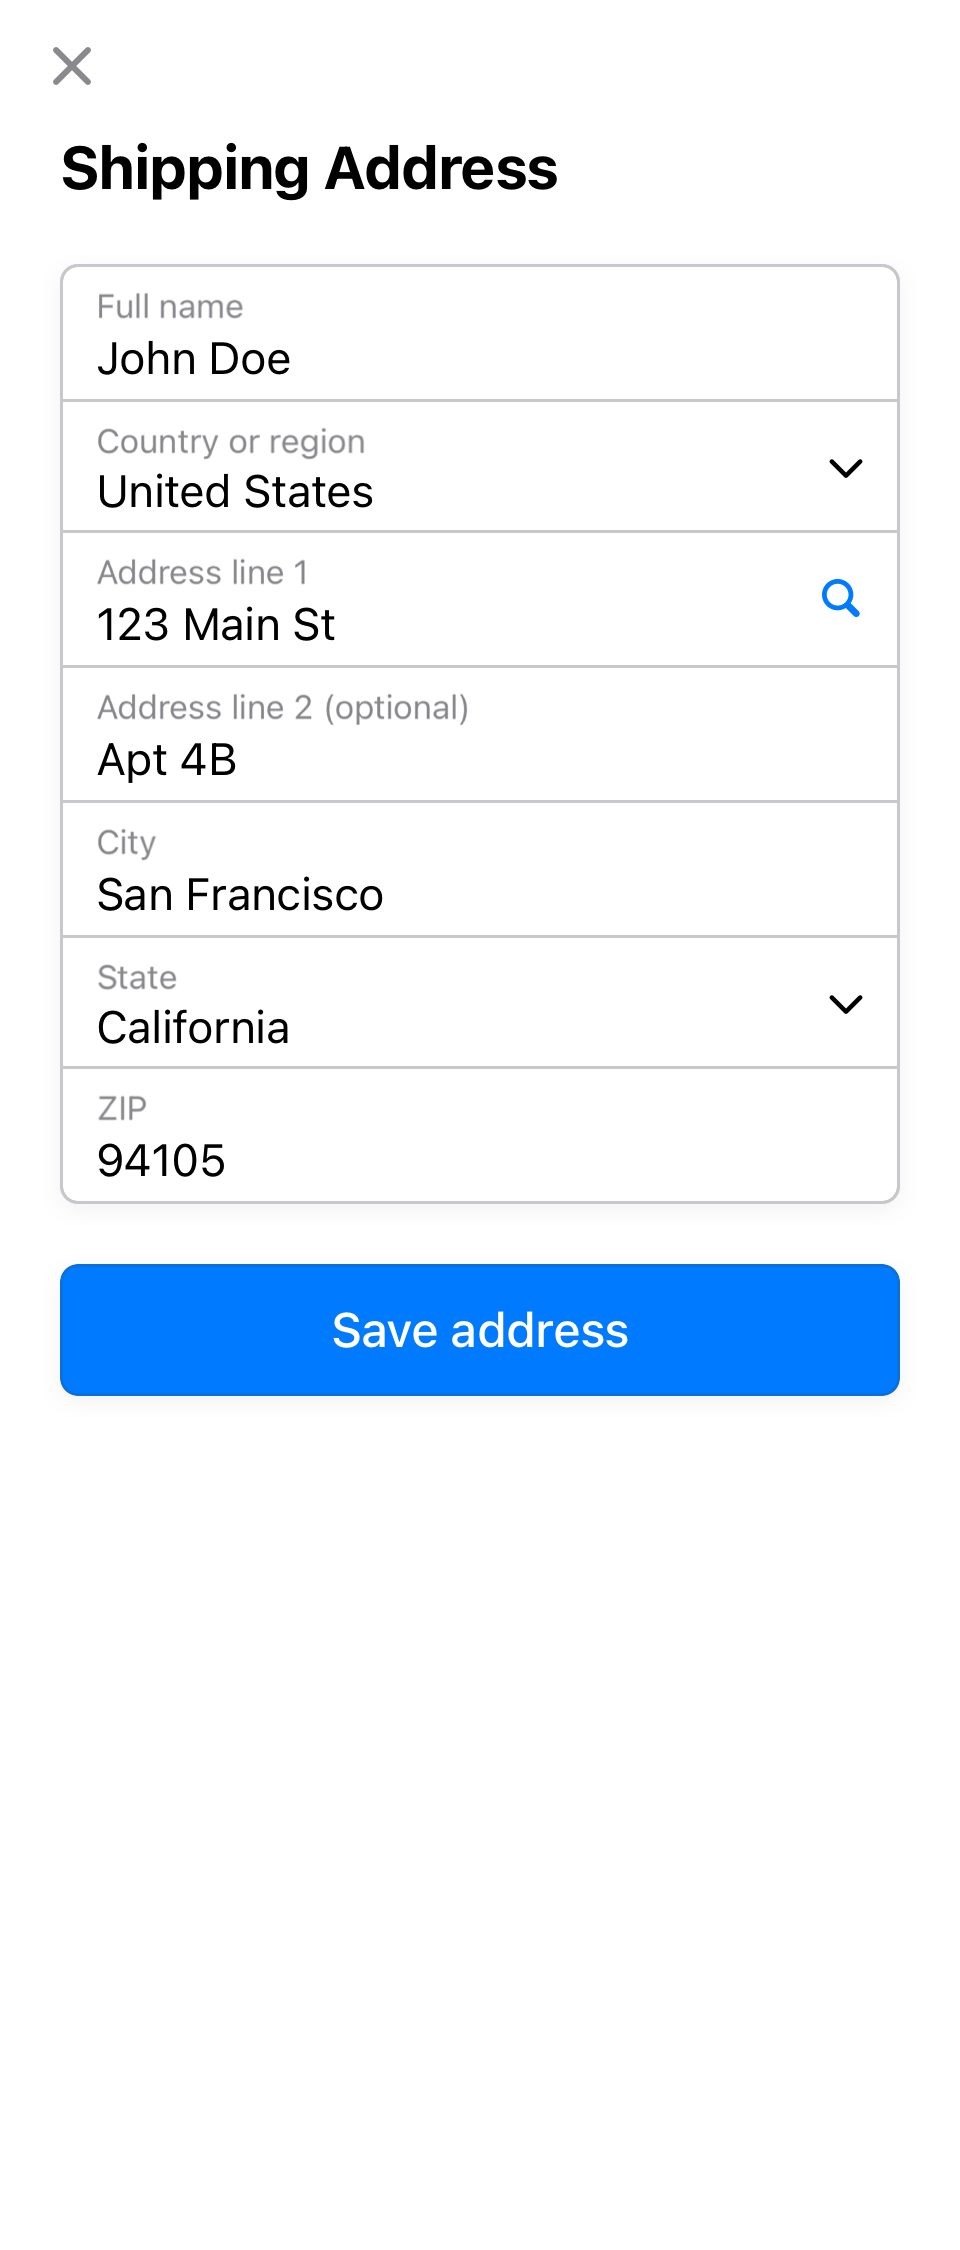 Shipping Address
Full name
John Doe
Country or region
United States
Address line 1
123 Main St
Address line 2 (optional)
Apt 4B
City
San Francisco
State
California
ZIP
94105
Save address